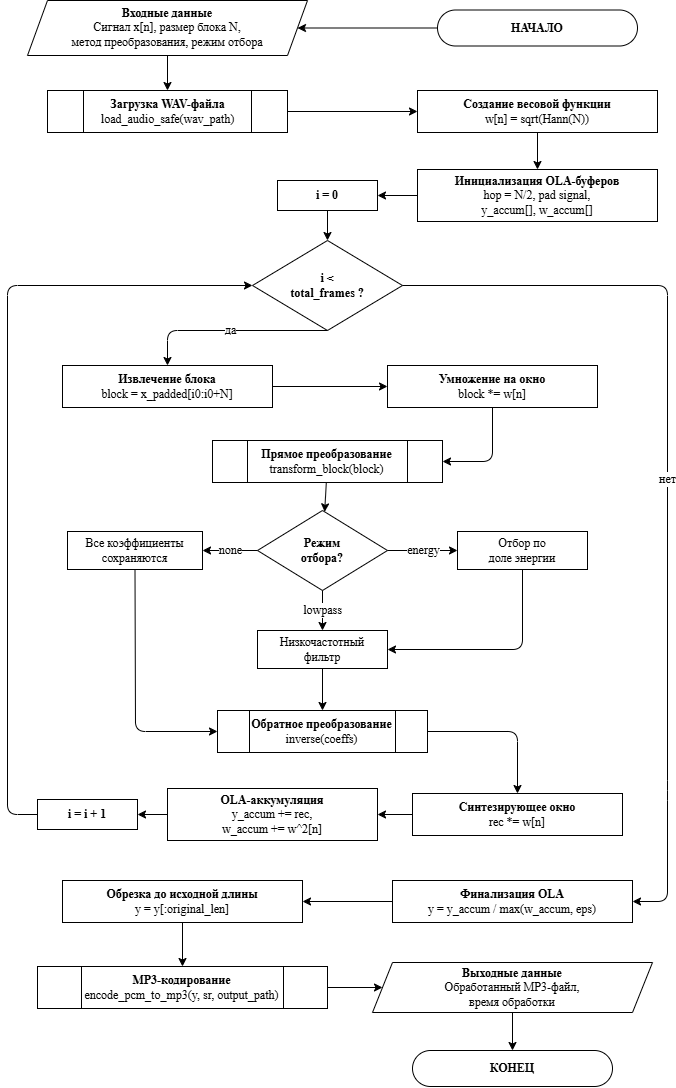 НАЧАЛО
Входные данные
Сигнал x[n], размер блока N,
метод преобразования, режим отбора
Загрузка WAV-файла
load_audio_safe(wav_path)
Создание весовой функции
w[n] = sqrt(Hann(N))
Инициализация OLA-буферов
hop = N/2, pad signal,
y_accum[], w_accum[]
i = 0
i <
total_frames ?
да
нет
Извлечение блока
block = x_padded[i0:i0+N]
Умножение на окно
block *= w[n]
Прямое преобразование
transform_block(block)
Режим
отбора?
none
energy
lowpass
Все коэффициенты
сохраняются
Отбор по
доле энергии
Низкочастотный
фильтр
Обратное преобразование
inverse(coeffs)
Синтезирующее окно
rec *= w[n]
OLA-аккумуляция
y_accum += rec,
w_accum += w^2[n]
i = i + 1
Финализация OLA
y = y_accum / max(w_accum, eps)
Обрезка до исходной длины
y = y[:original_len]
MP3-кодирование
encode_pcm_to_mp3(y, sr, output_path)
Выходные данные
Обработанный MP3-файл,
время обработки
КОНЕЦ